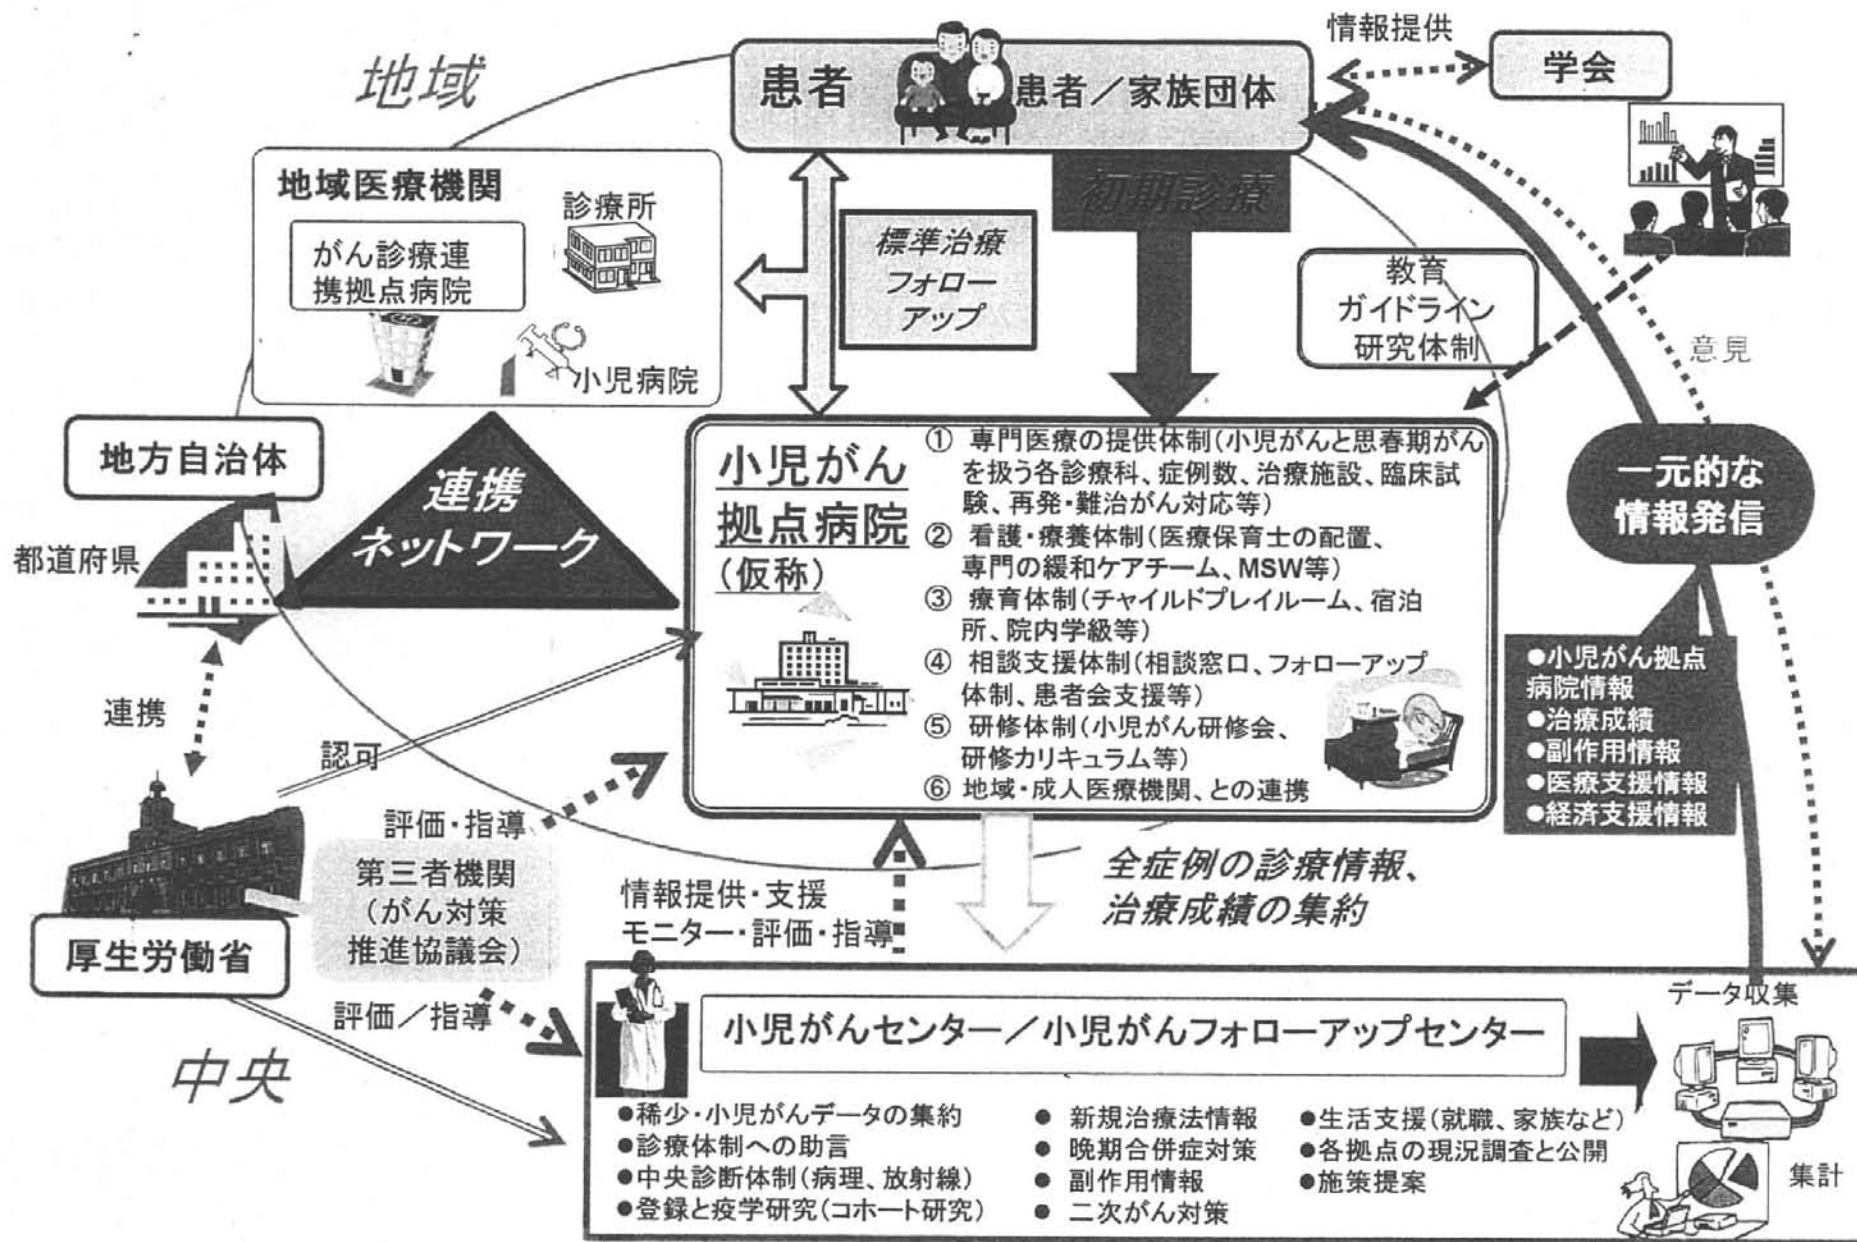 地域
患者
患者／家族団体
情報提供
学会
地域医療機関
診療所
がん診療連
携拠点病院
小児病院
標準治療
フォロー
アップ
初期診療
教育
ガイドライン
研究体制
意見
地方自治体
都道府県
連携
ネットワーク
小児がん
拠点病院
(仮称)
① 専門医療の提供体制(小児がんと思春期がん
を扱う各診療科、症例数、治療施設、臨床試
験、再発・難治がん対応等)
② 看護・療養体制(医療保育士の配置、
専門の緩和ケアチーム、MSW等)
③ 療育体制(チャイルドプレイルーム、宿泊
所、院内学級等)
④ 相談支援体制(相談窓口、フォローアップ
体制、患者会支援等)
⑤ 研修体制(小児がん研修会、
研修カリキュラム等)
⑥ 地域・成人医療機関、との連携
一元的な
情報発信
●小児がん拠点
病院情報
●治療成績
●副作用情報
●医療支援情報
●経済支援情報
連携
認可
評価・指導
第三者機関
(がん対策
推進協議会)
厚生労働省
評価／指導
中央
情報提供・支援
モニター・評価・指導
全症例の診療情報、
治療成績の集約
小児がんセンター／小児がんフォローアップセンター
●稀少・小児がんデータの集約
●診療体制への助言
●中央診断体制(病理、放射線)
●登録と疫学研究(コホート研究)
● 新規治療法情報
● 晩期合併症対策
● 副作用情報
● 二次がん対策
●生活支援(就職、家族など)
●各拠点の現況調査と公開
●施策提案
データ収集
集計